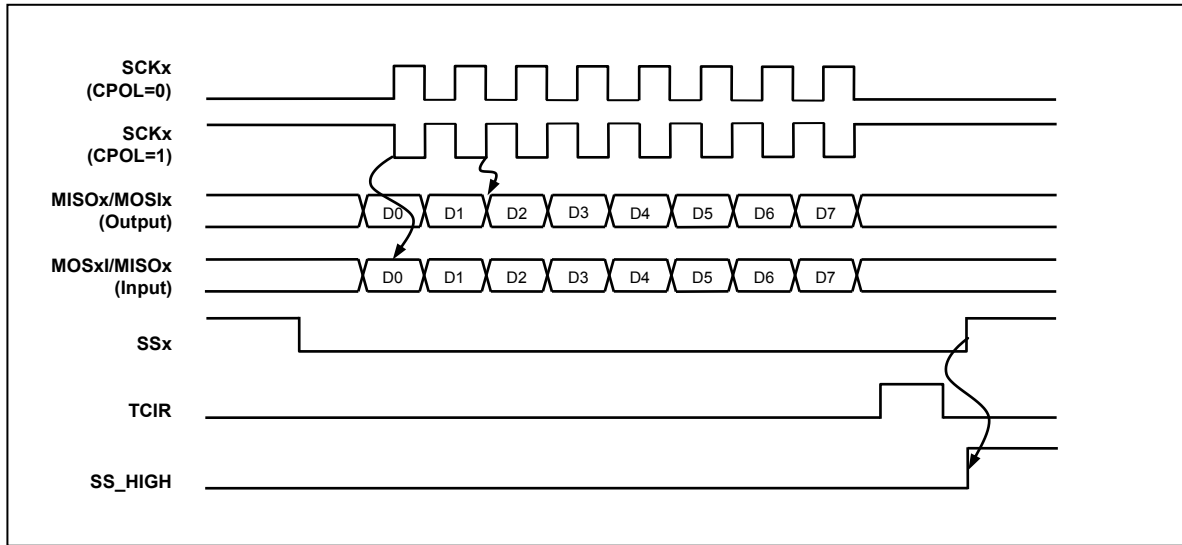 SCKx
(CPOL=0)
SCKx
(CPOL=1)
MISOx/MOSIx
(Output)
D0 D1 D2 D3 D4 D5 D6 D7
MOSxI/MISOx
(Input)
D0 D1 D2 D3 D4 D5 D6 D7
SSx
TCIR
SS_HIGH